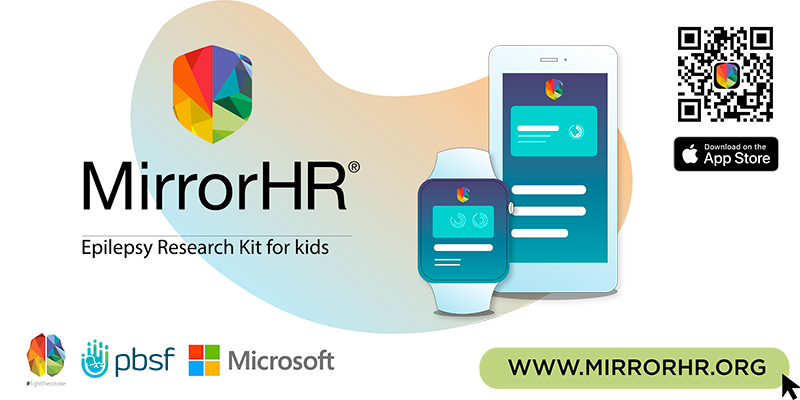 MirrorHR®
Epilepsy Research Kit for kids
Download on the
App Store
#fightthestroke
pbsf
Microsoft
WWW.MIRRORHR.ORG